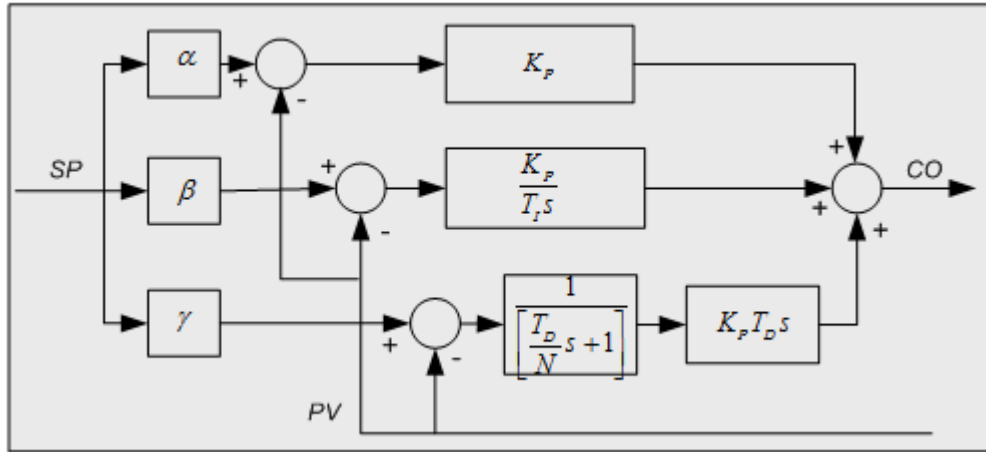 α
+
-
K_P
SP
β
+
-
K_P
T_I s
+
+
+
CO
γ
+
-
1
[T_D/N s + 1]
K_P T_D s
PV